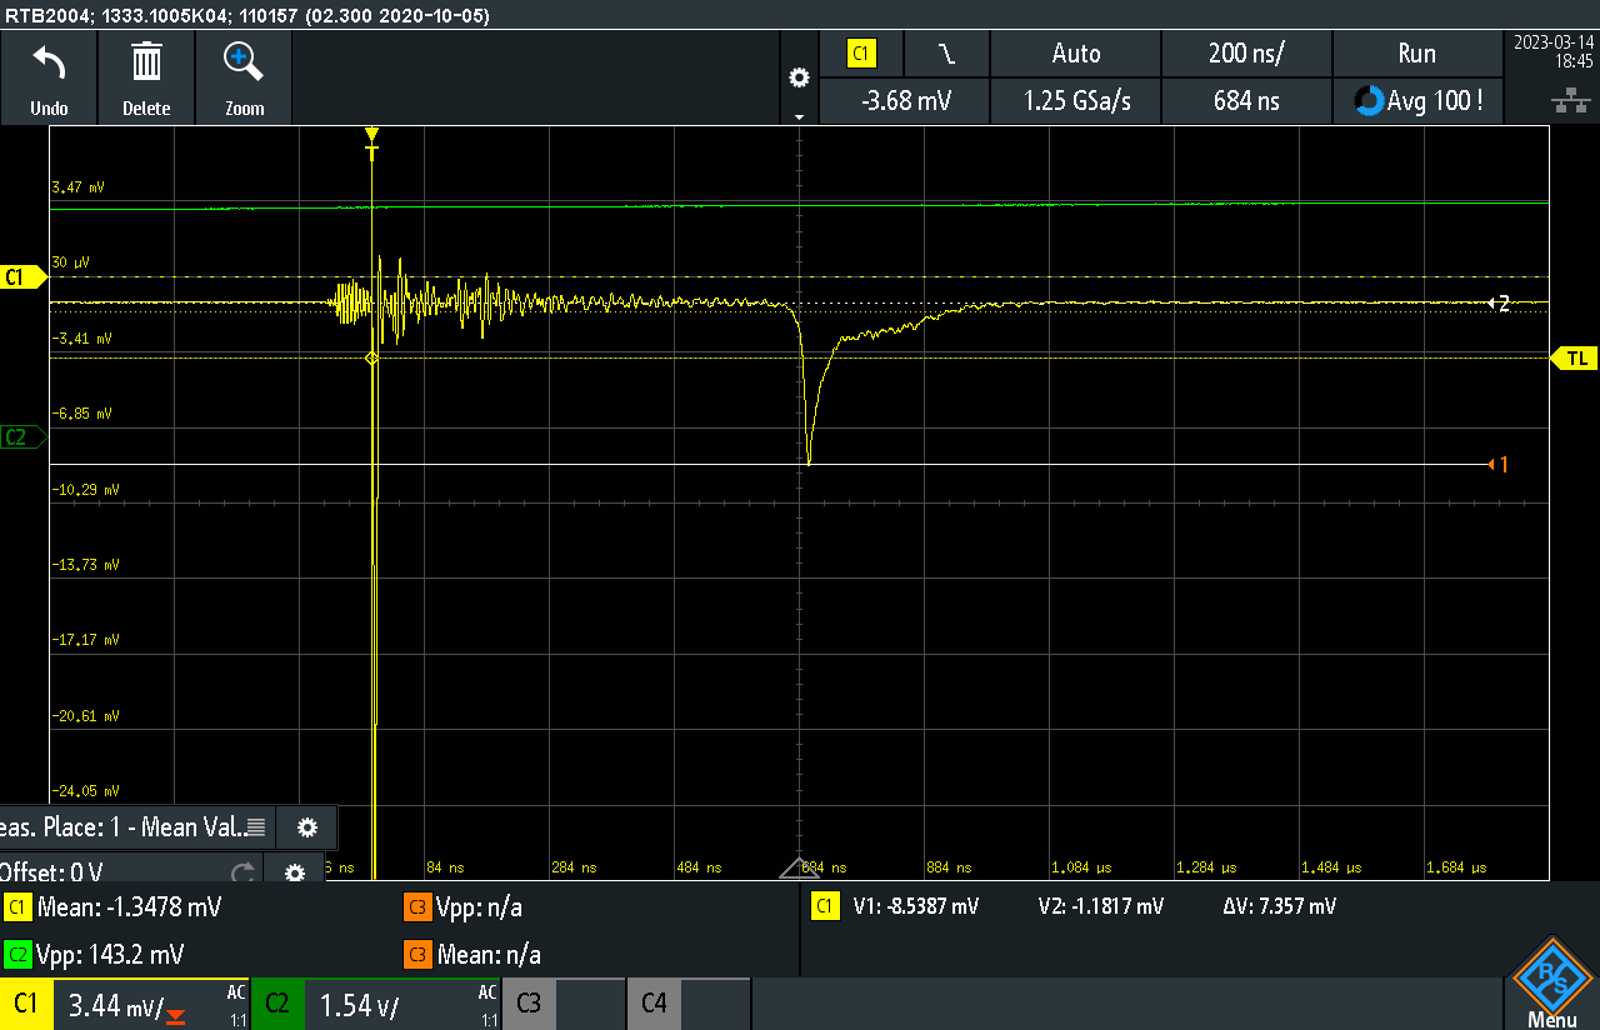 RTB2004; 1333.1005K04; 110157 (02.300 2020-10-05)
Undo
Delete
Zoom
C1
Auto
200 ns/
Run
2023-03-14
18:45
-3.68 mV
1.25 GSa/s
684 ns
Avg 100 !
T
3.47 mV
30 µV
C1
2
-3.41 mV
TL
-6.85 mV
C2
1
-10.29 mV
-13.73 mV
-17.17 mV
-20.61 mV
-24.05 mV
eas. Place: 1 - Mean Val..
Offset: 0 V
ns
84 ns
284 ns
484 ns
684 ns
884 ns
1.084 µs
1.284 µs
1.484 µs
1.684 µs
C1 Mean: -1.3478 mV
C3 Vpp: n/a
C1 V1: -8.5387 mV
V2: -1.1817 mV
ΔV: 7.357 mV
C2 Vpp: 143.2 mV
C3 Mean: n/a
C1 3.44 mV/ AC 1:1
C2 1.54 V/ AC 1:1
C3
C4
R S
Menu